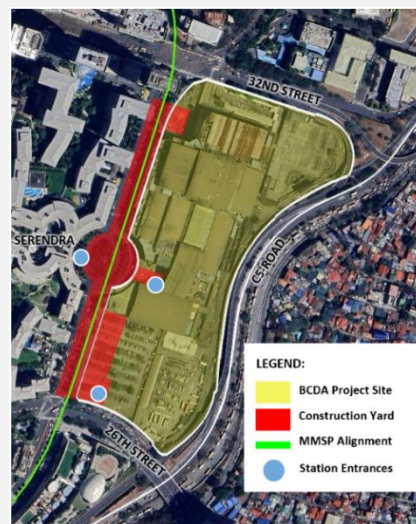 32ND STREET
SERENDRA
C5 ROAD
26TH STREET
LEGEND:
BCDA Project Site
Construction Yard
MMSP Alignment
Station Entrances